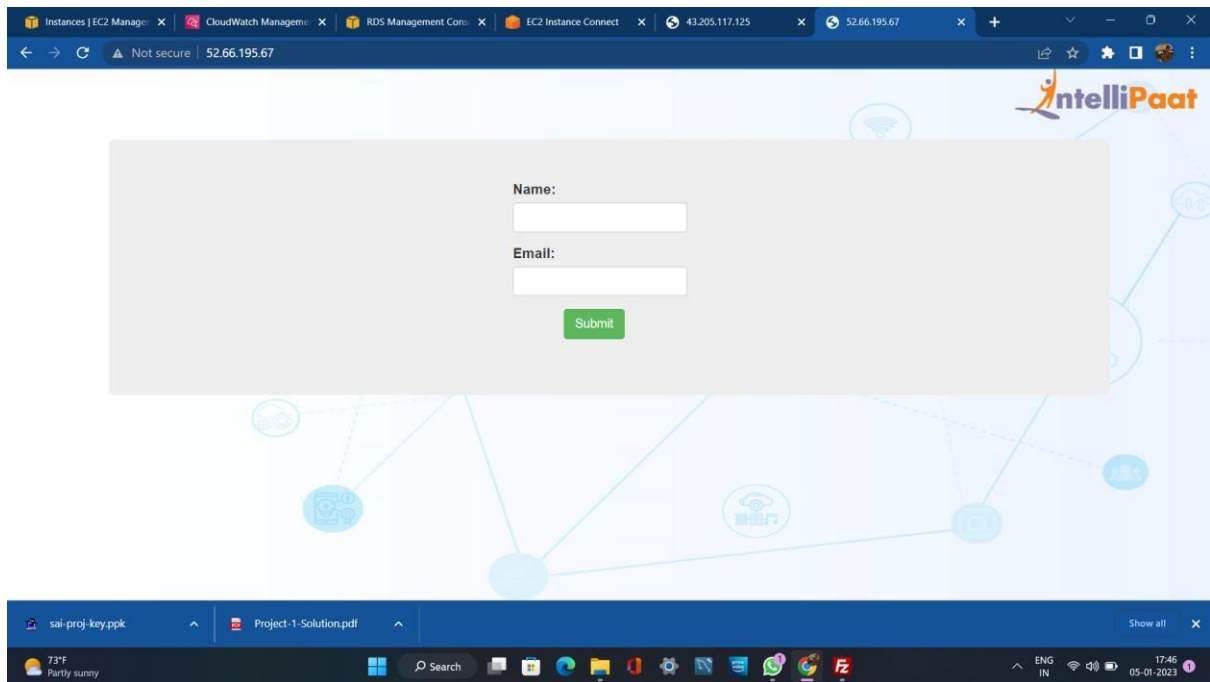 Instances | EC2 Manage
CloudWatch Manageme
RDS Management Cons
EC2 Instance Connect
43.205.117.125
52.66.195.67
Not secure
52.66.195.67
IntelliPaat
Name:
Email:
Submit
sai-proj-key.ppk
Project-1-Solution.pdf
Show all
73°F
Partly sunny
Search
ENG
IN
17:46
05-01-2023
1